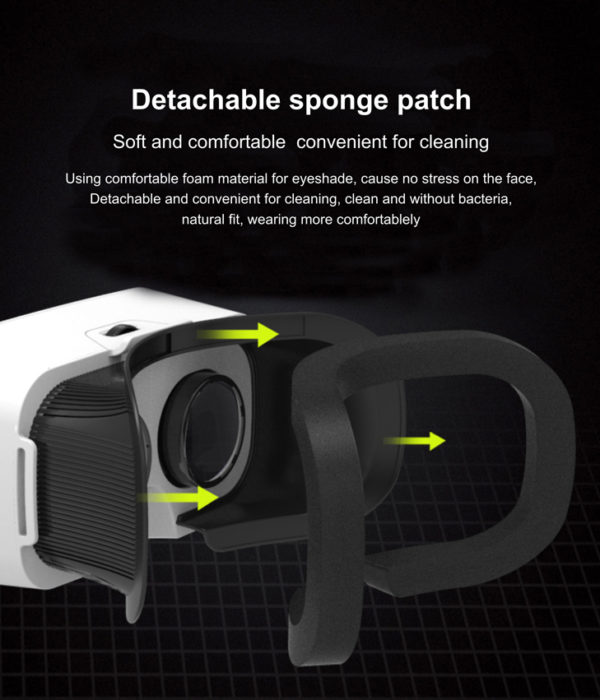 Detachable sponge patch
Soft and comfortable  convenient for cleaning
Using comfortable foam material for eyeshade, cause no stress on the face,
Detachable and convenient for cleaning, clean and without bacteria,
natural fit, wearing more comfortablely